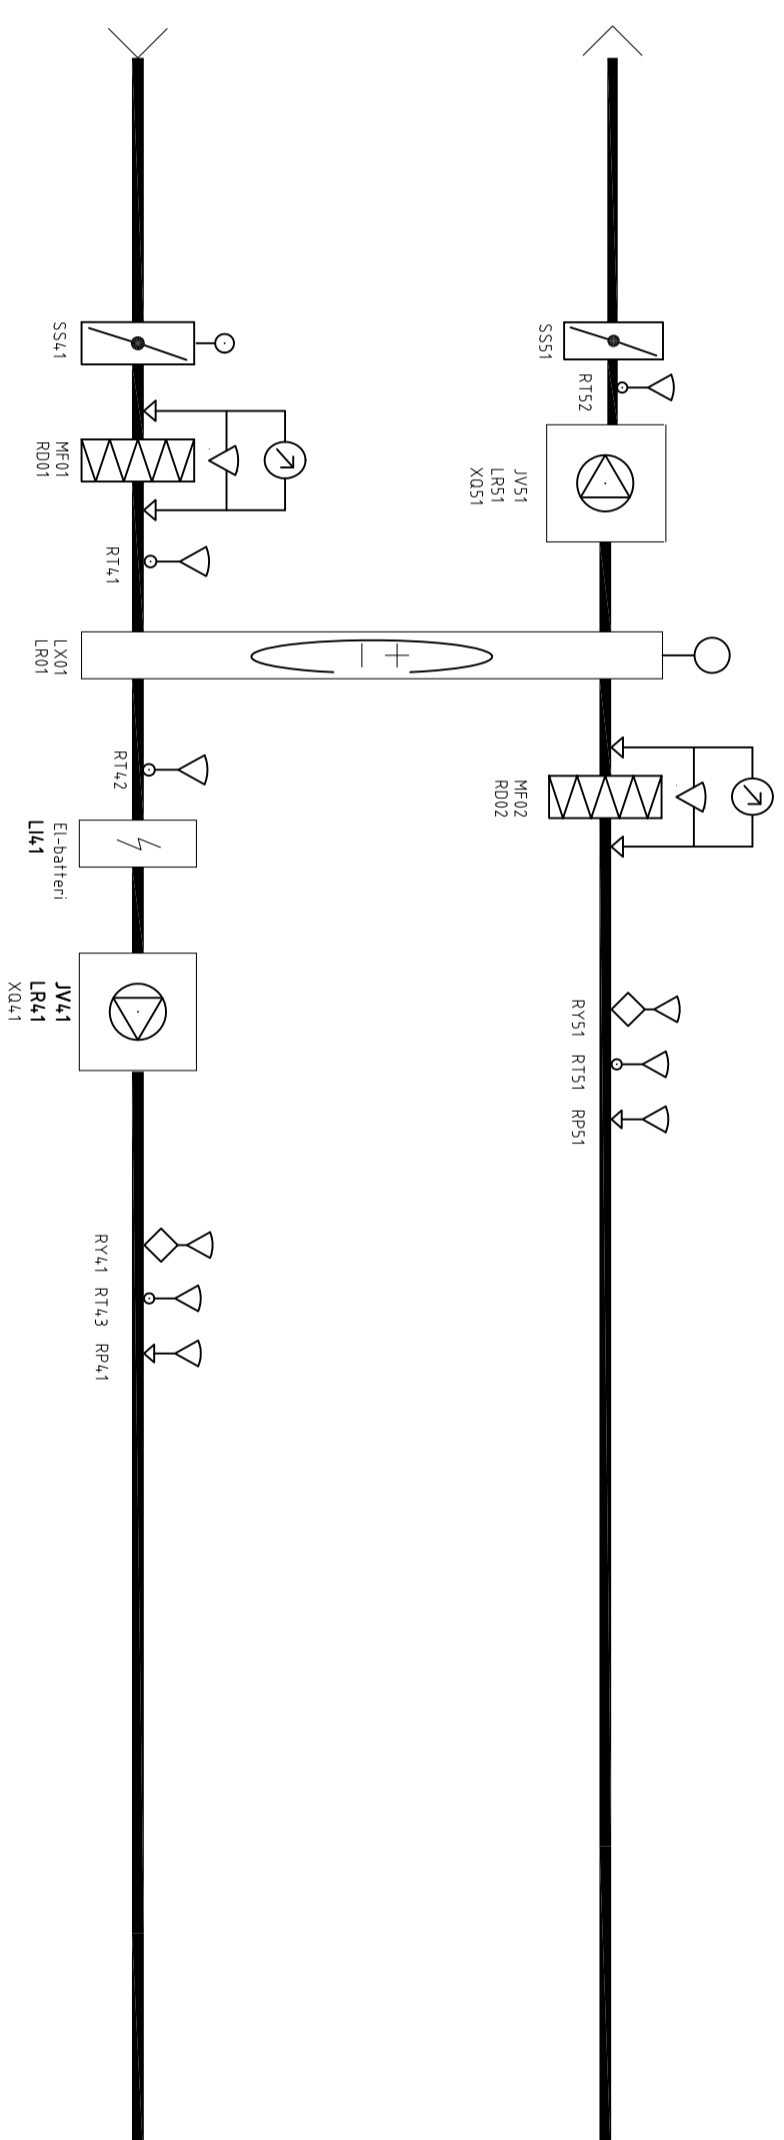 SS41
MF01
RD01
RT41
LX01
LR01
RT42
El-batteri
LI41
JV41
LR41
XQ41
RY41 RT43 RP41
SS51
RT52
JV51
LR51
XQ51
MF02
RD02
RY51 RT51 RP51